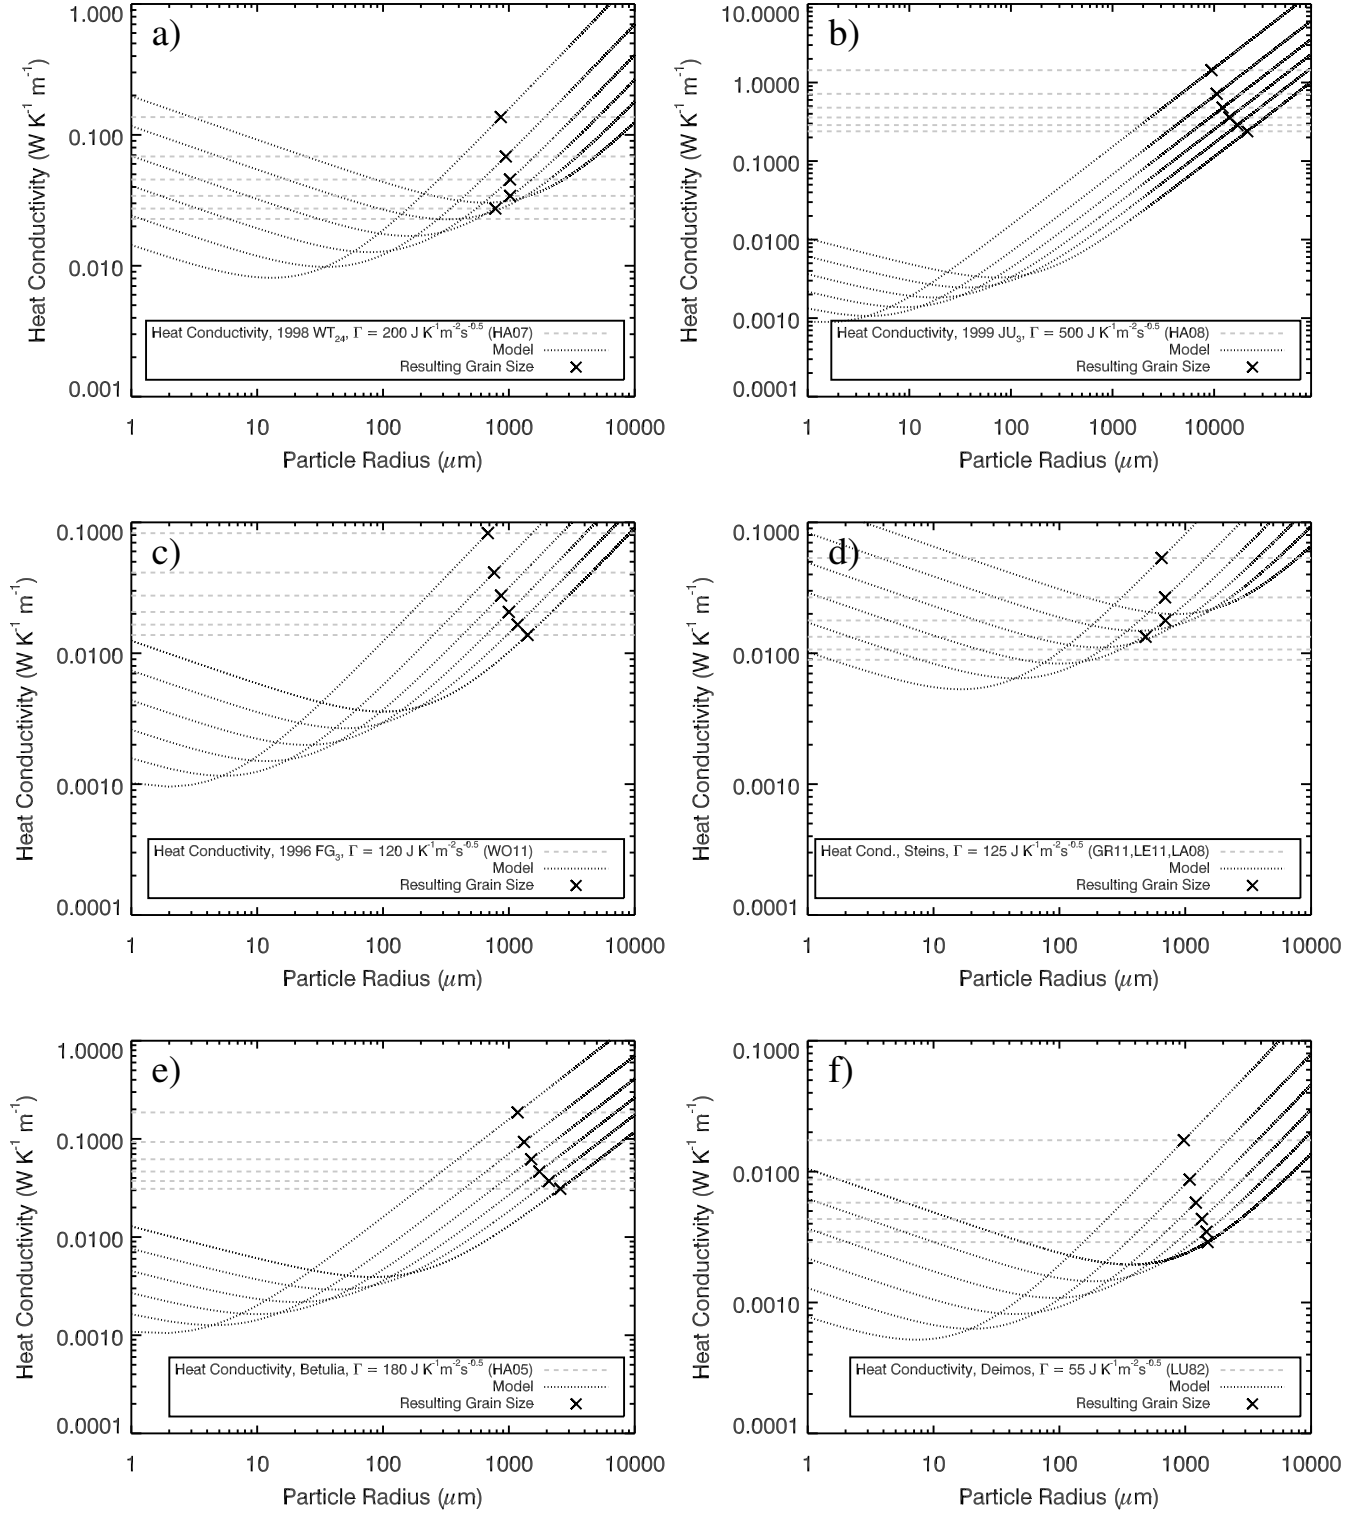 a)
1.000
0.100
0.010
0.001
Heat Conductivity (W K⁻¹ m⁻¹)
Heat Conductivity, 1998 WT₂₄, Γ = 200 J K⁻¹m⁻²s⁻⁰·⁵ (HA07)
Model
Resulting Grain Size
1 10 100 1000 10000
Particle Radius (μm)
b)
10.0000
1.0000
0.1000
0.0100
0.0010
0.0001
Heat Conductivity (W K⁻¹ m⁻¹)
Heat Conductivity, 1999 JU₃, Γ = 500 J K⁻¹m⁻²s⁻⁰·⁵ (HA08)
Model
Resulting Grain Size
1 10 100 1000 10000
Particle Radius (μm)
c)
0.1000
0.0100
0.0010
0.0001
Heat Conductivity (W K⁻¹ m⁻¹)
Heat Conductivity, 1996 FG₃, Γ = 120 J K⁻¹m⁻²s⁻⁰·⁵ (WO11)
Model
Resulting Grain Size
1 10 100 1000 10000
Particle Radius (μm)
d)
0.1000
0.0100
0.0010
0.0001
Heat Conductivity (W K⁻¹ m⁻¹)
Heat Cond., Steins, Γ = 125 J K⁻¹m⁻²s⁻⁰·⁵ (GR11,LE11,LA08)
Model
Resulting Grain Size
1 10 100 1000 10000
Particle Radius (μm)
e)
1.0000
0.1000
0.0100
0.0010
0.0001
Heat Conductivity (W K⁻¹ m⁻¹)
Heat Conductivity, Betulia, Γ = 180 J K⁻¹m⁻²s⁻⁰·⁵ (HA05)
Model
Resulting Grain Size
1 10 100 1000 10000
Particle Radius (μm)
f)
0.1000
0.0100
0.0010
0.0001
Heat Conductivity (W K⁻¹ m⁻¹)
Heat Conductivity, Deimos, Γ = 55 J K⁻¹m⁻²s⁻⁰·⁵ (LU82)
Model
Resulting Grain Size
1 10 100 1000 10000
Particle Radius (μm)